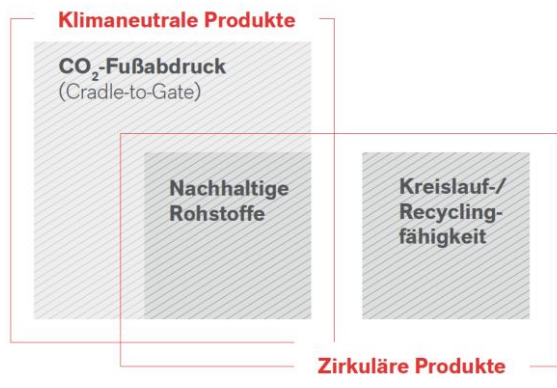 Klimaneutrale Produkte
CO₂-Fußabdruck
(Cradle-to-Gate)
Nachhaltige
Rohstoffe
Kreislauf-/
Recycling-
fähigkeit
Zirkuläre Produkte